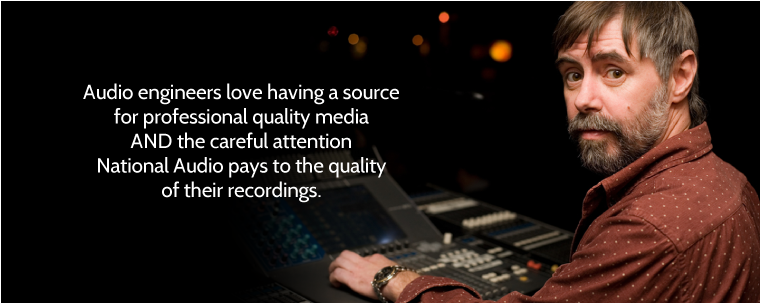 Audio engineers love having a source
for professional quality media
AND the careful attention
National Audio pays to the quality
of their recordings.